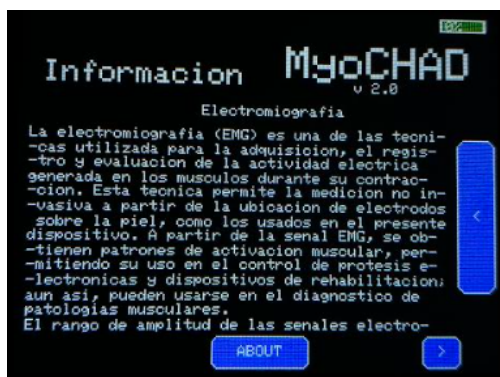 Informacion
MyoCHAD
v 2.0
Electromiografia
La electromiografia (EMG) es una de las tecni-
-cas utilizada para la adquisicion, el regis-
-tro y evaluacion de la actividad electrica
generada en los musculos durante su contrac-
-cion. Esta tecnica permite la medicion no in-
-vasiva a partir de la ubicacion de electrodos
sobre la piel, como los usados en el presente
dispositivo. A partir de la senal EMG, se ob-
-tienen patrones de activacion muscular, per-
-mitiendo su uso en el control de protesis e-
-lectronicas y dispositivos de rehabilitacion;
aun asi, pueden usarse en el diagnostico de
patologias musculares.
El rango de amplitud de las senales electro-
<
ABOUT
>